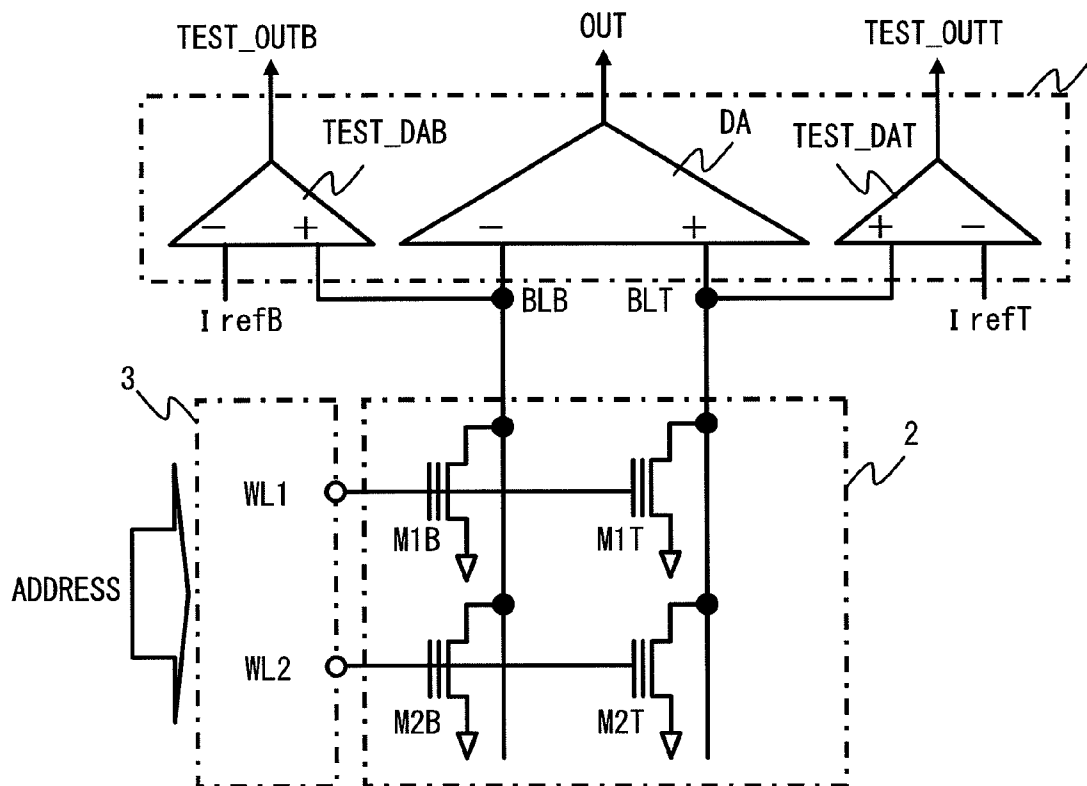 TEST_OUTB OUT TEST_OUTT
TEST_DAB DA TEST_DAT
− + − + + −
I refB BLB BLT I refT
3
2
WL1
M1B M1T
ADDRESS
WL2
M2B M2T